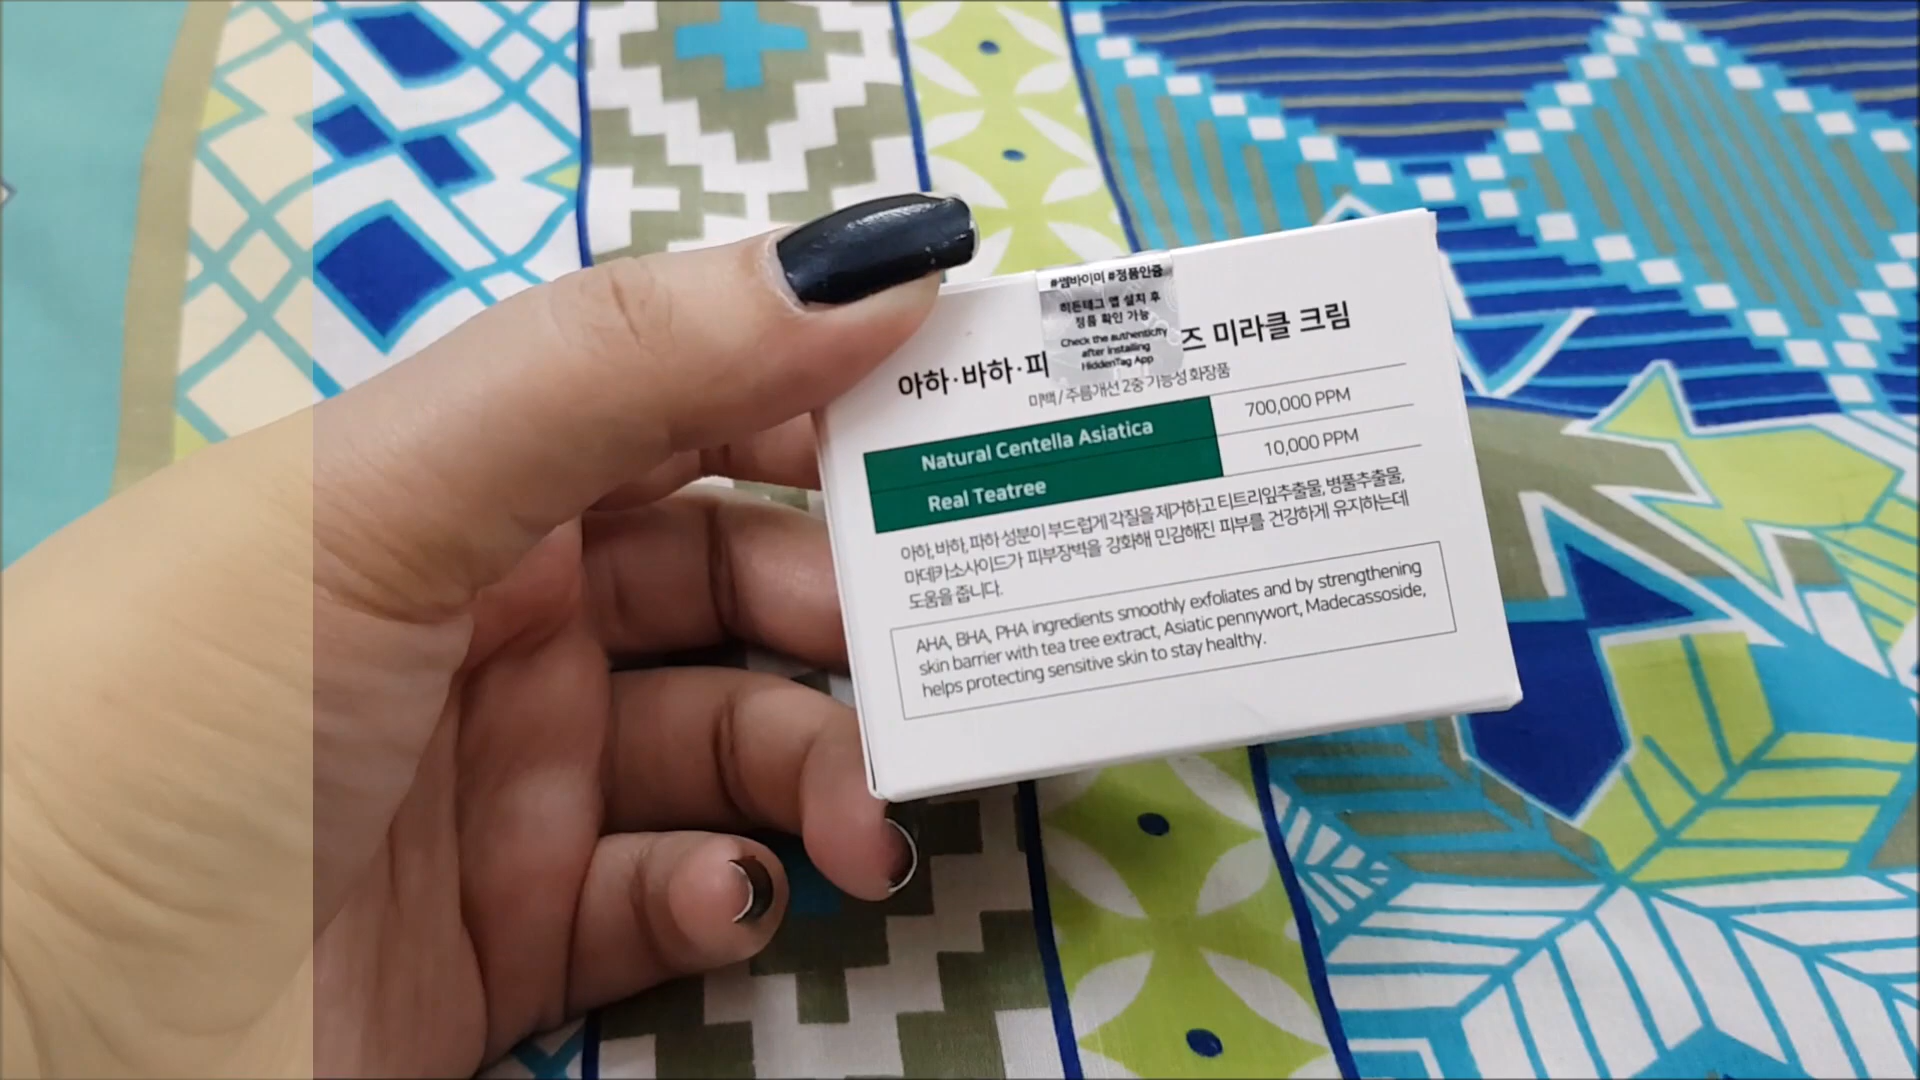 #썸바이미 #정품인증
히든태그 앱 설치 후
정품 확인 가능
Check the authenticity
after installing
HiddenTag App
아하·바하·피 즈 미라클 크림
미백 / 주름개선 2중 기능성 화장품
Natural Centella Asiatica 700,000 PPM
Real Teatree 10,000 PPM
아하, 바하, 파하 성분이 부드럽게 각질을 제거하고 티트리잎추출물, 병풀추출물,
마데카소사이드가 피부장벽을 강화해 민감해진 피부를 건강하게 유지하는데
도움을 줍니다.
AHA, BHA, PHA ingredients smoothly exfoliates and by strengthening
skin barrier with tea tree extract, Asiatic pennywort, Madecassoside,
helps protecting sensitive skin to stay healthy.